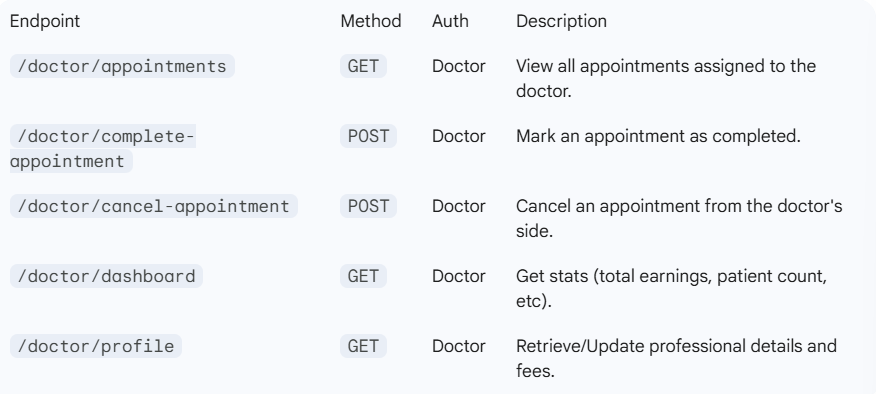 Endpoint Method Auth Description
/doctor/appointments GET Doctor View all appointments assigned to the
doctor.
/doctor/complete- POST Doctor Mark an appointment as completed.
appointment
/doctor/cancel-appointment POST Doctor Cancel an appointment from the doctor's
side.
/doctor/dashboard GET Doctor Get stats (total earnings, patient count,
etc).
/doctor/profile GET Doctor Retrieve/Update professional details and
fees.